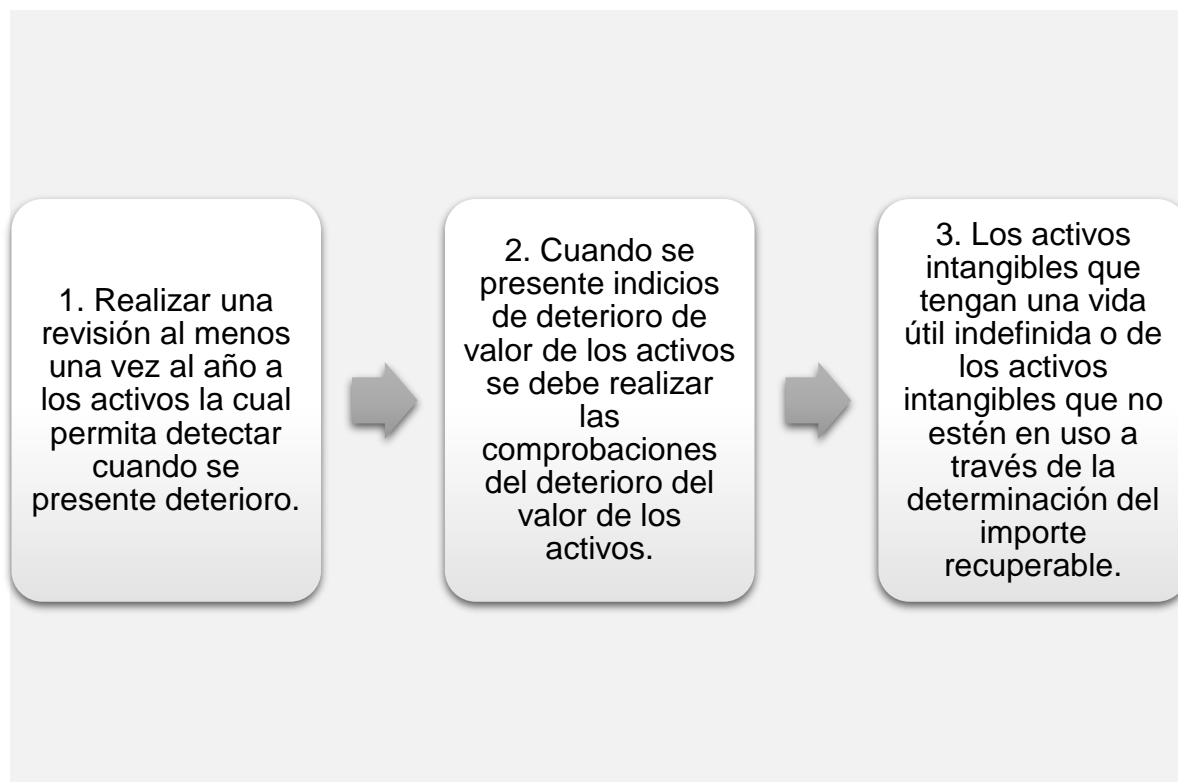 1. Realizar una
revisión al menos
una vez al año a
los activos la cual
permita detectar
cuando se
presente deterioro.
2. Cuando se
presente indicios
de deterioro de
valor de los activos
se debe realizar
las
comprobaciones
del deterioro del
valor de los
activos.
3. Los activos
intangibles que
tengan una vida
útil indefinida o de
los activos
intangibles que no
estén en uso a
través de la
determinación del
importe
recuperable.